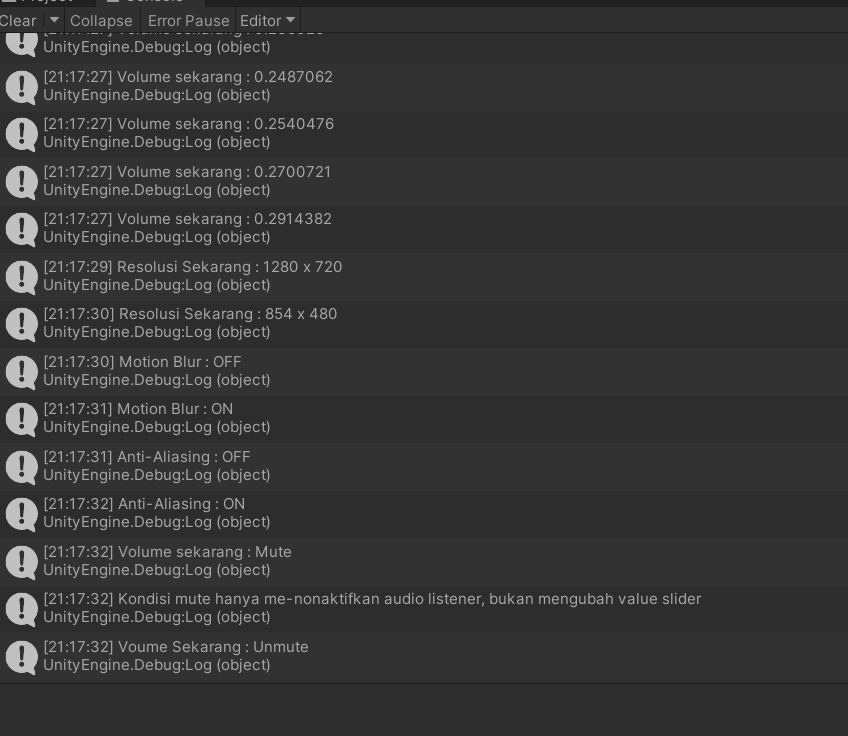 Clear
Collapse
Error Pause
Editor
UnityEngine.Debug:Log (object)
[21:17:27] Volume sekarang : 0.2487062
UnityEngine.Debug:Log (object)
[21:17:27] Volume sekarang : 0.2540476
UnityEngine.Debug:Log (object)
[21:17:27] Volume sekarang : 0.2700721
UnityEngine.Debug:Log (object)
[21:17:27] Volume sekarang : 0.2914382
UnityEngine.Debug:Log (object)
[21:17:29] Resolusi Sekarang : 1280 x 720
UnityEngine.Debug:Log (object)
[21:17:30] Resolusi Sekarang : 854 x 480
UnityEngine.Debug:Log (object)
[21:17:30] Motion Blur : OFF
UnityEngine.Debug:Log (object)
[21:17:31] Motion Blur : ON
UnityEngine.Debug:Log (object)
[21:17:31] Anti-Aliasing : OFF
UnityEngine.Debug:Log (object)
[21:17:32] Anti-Aliasing : ON
UnityEngine.Debug:Log (object)
[21:17:32] Volume sekarang : Mute
UnityEngine.Debug:Log (object)
[21:17:32] Kondisi mute hanya me-nonaktifkan audio listener, bukan mengubah value slider
UnityEngine.Debug:Log (object)
[21:17:32] Voume Sekarang : Unmute
UnityEngine.Debug:Log (object)